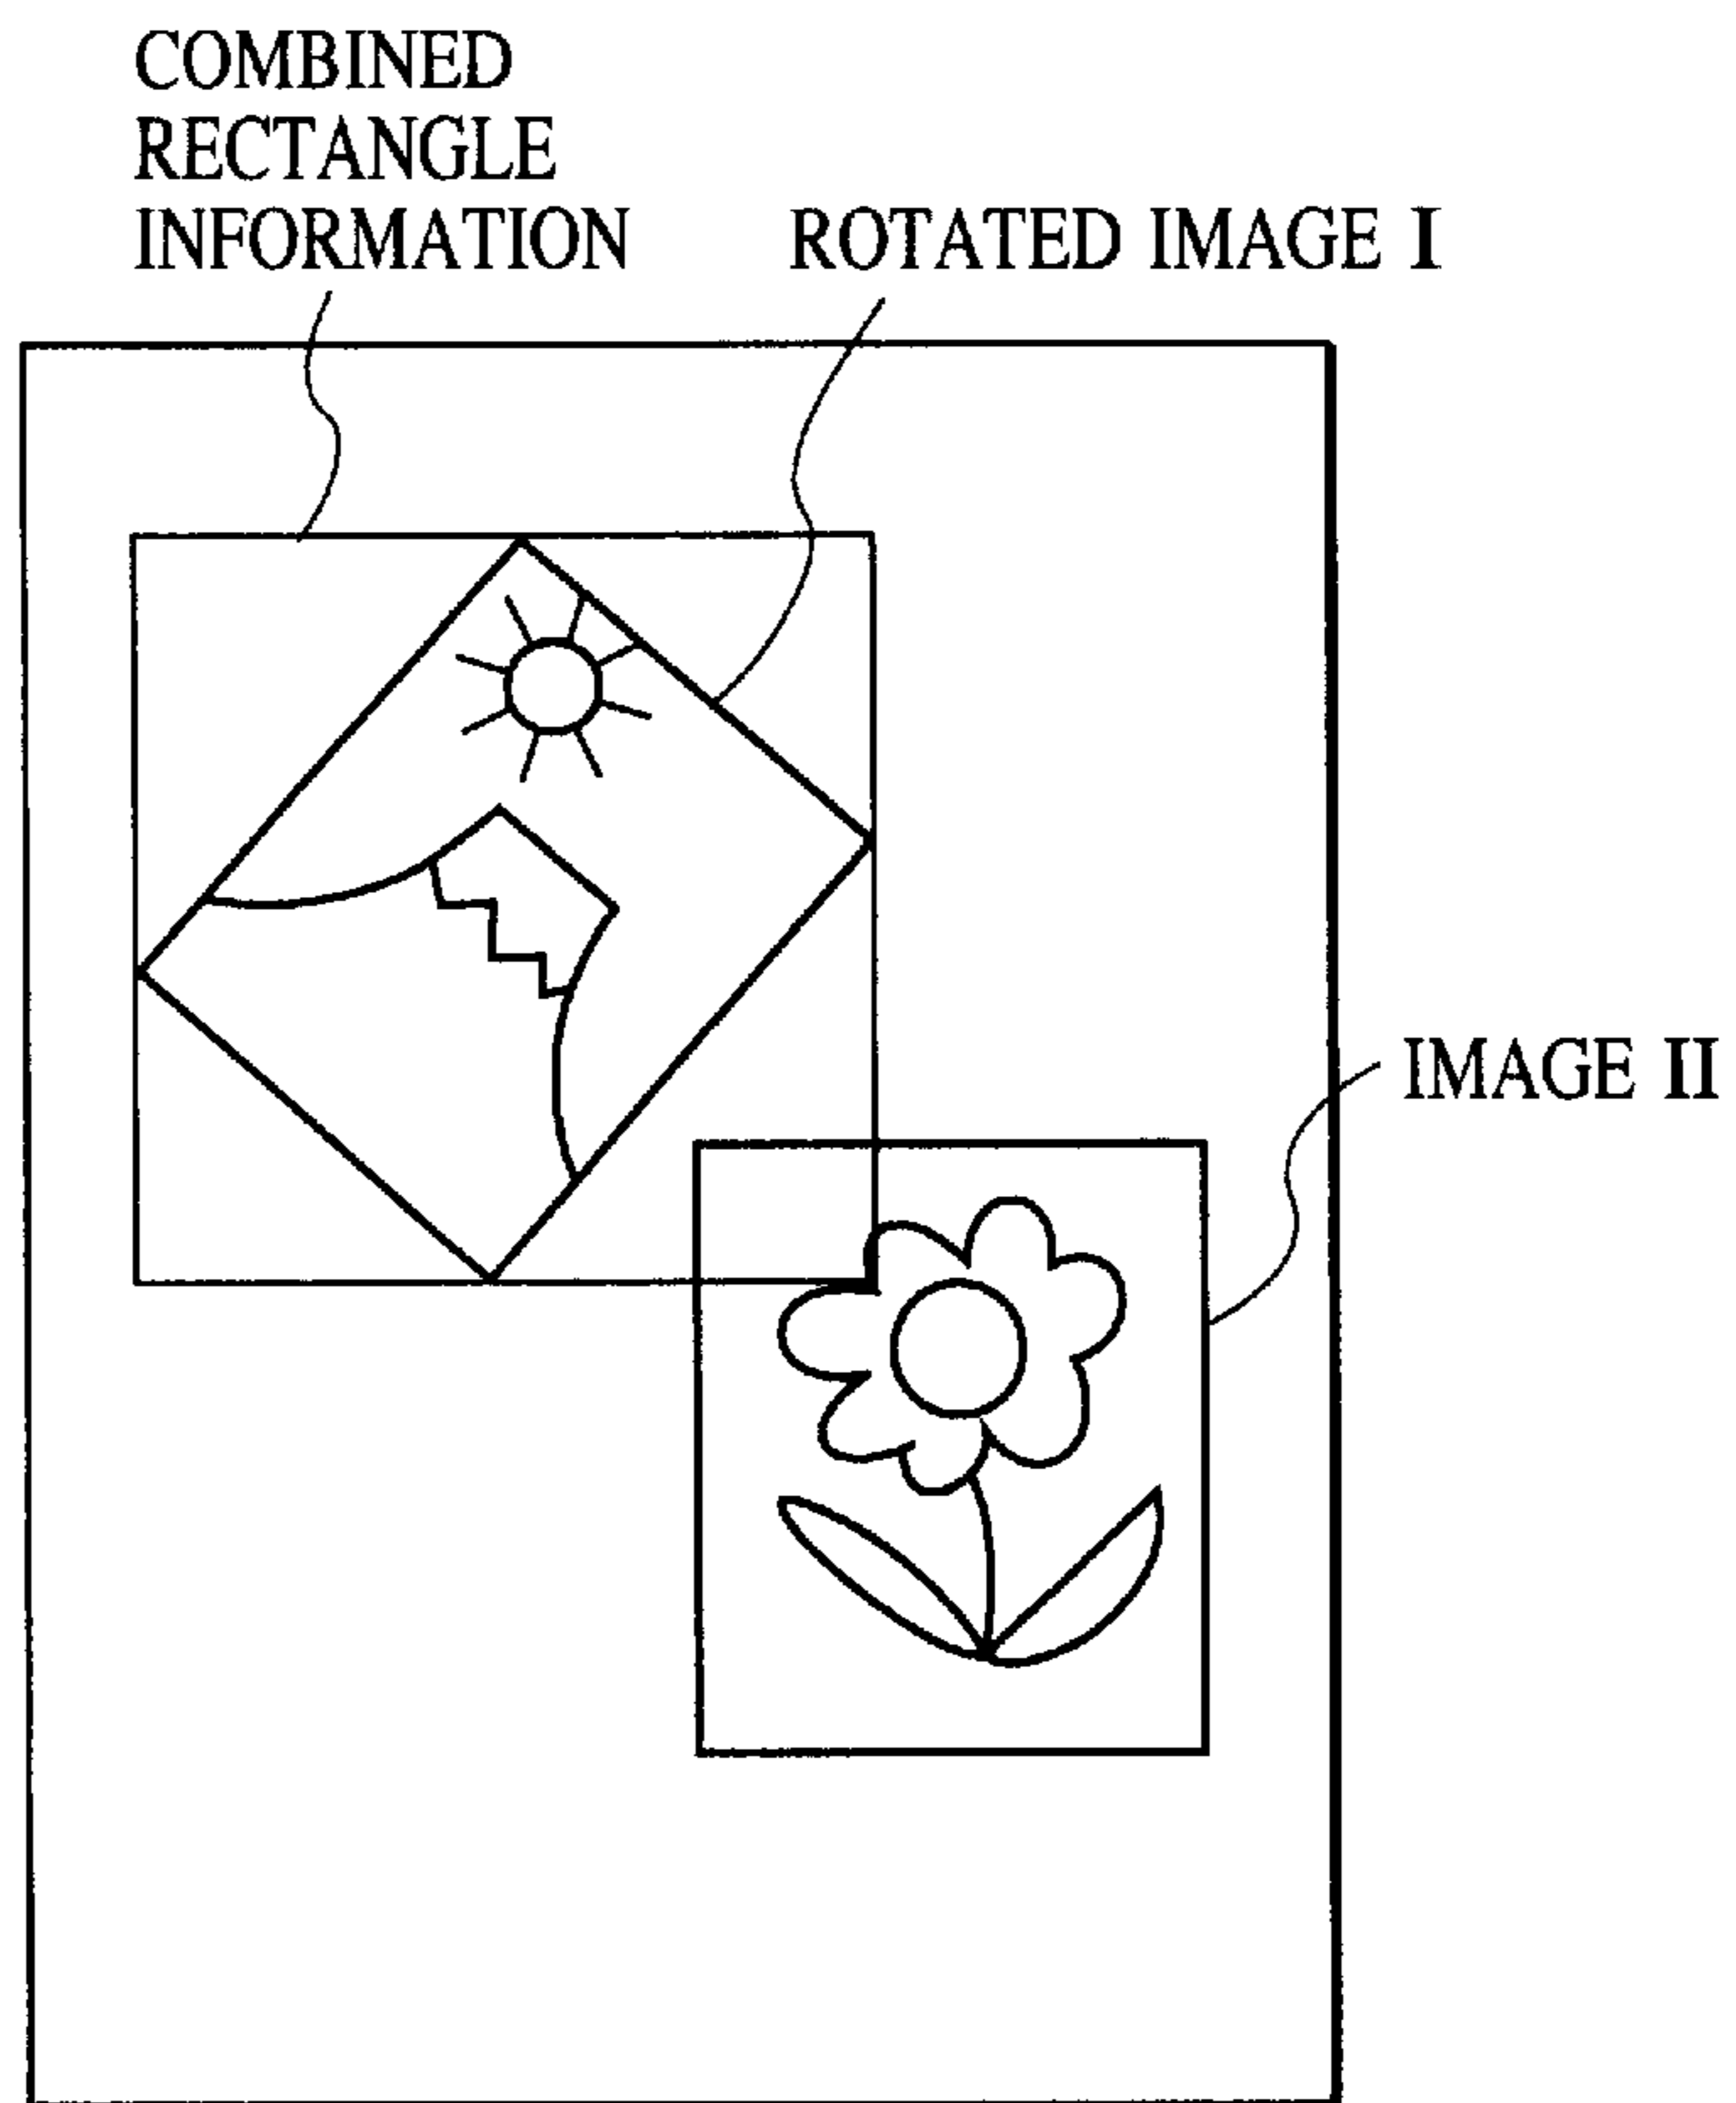 COMBINED
RECTANGLE
INFORMATION
ROTATED IMAGE I
IMAGE II